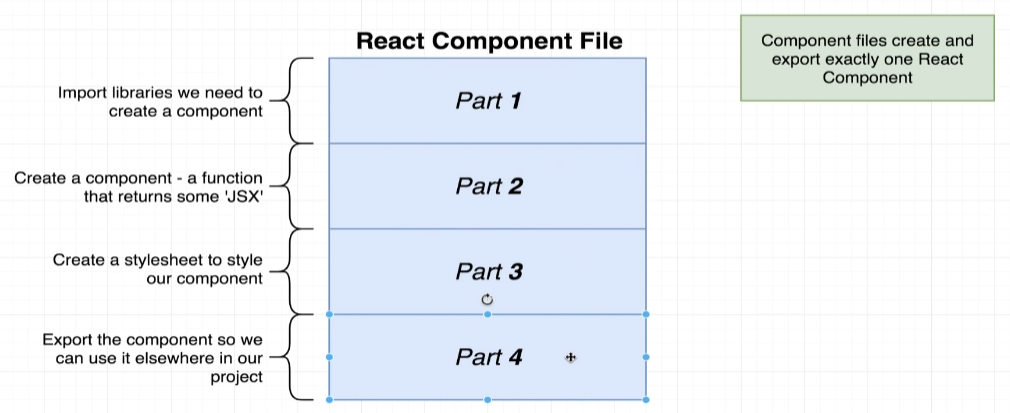 React Component File
Component files create and
export exactly one React
Component
Import libraries we need to
create a component
Part 1
Create a component - a function
that returns some 'JSX'
Part 2
Create a stylesheet to style
our component
Part 3
Export the component so we
can use it elsewhere in our
project
Part 4